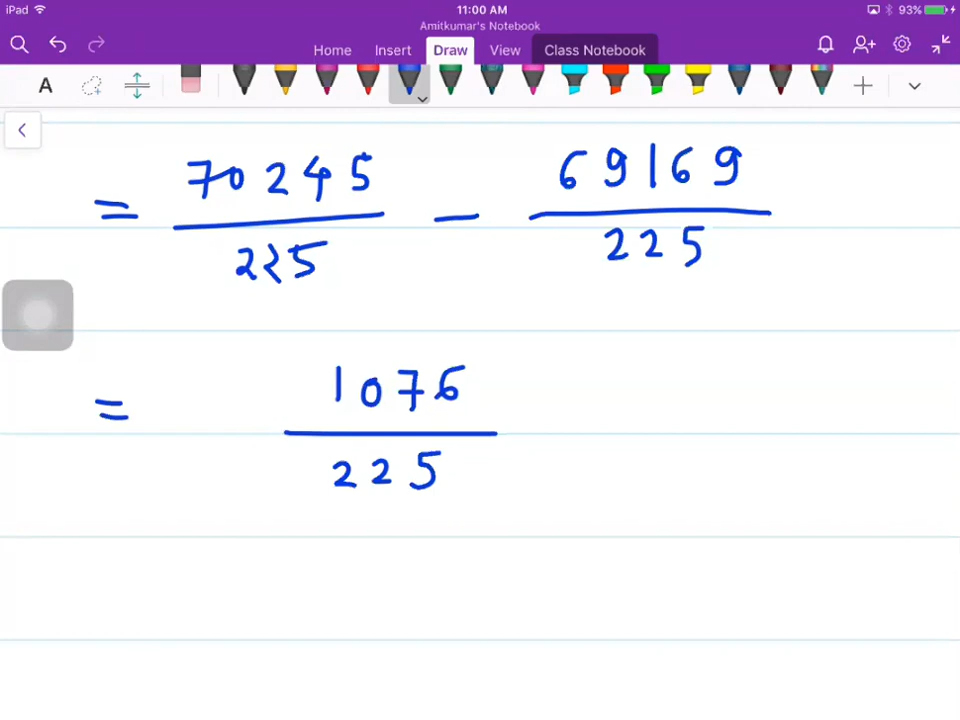 iPad 11:00 AM 93%
Amitkumar's Notebook
Home Insert Draw View Class Notebook
A
= 70245/225 - 69169/225
= 1076/225